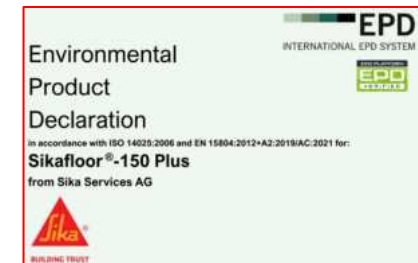 EPD
INTERNATIONAL EPD SYSTEM
EPD
VERIFIED
Environmental
Product
Declaration
in accordance with ISO 14025:2006 and EN 15804:2012+A2:2019/AC:2021 for:
Sikafloor®-150 Plus
from Sika Services AG
Sika®
BUILDING TRUST